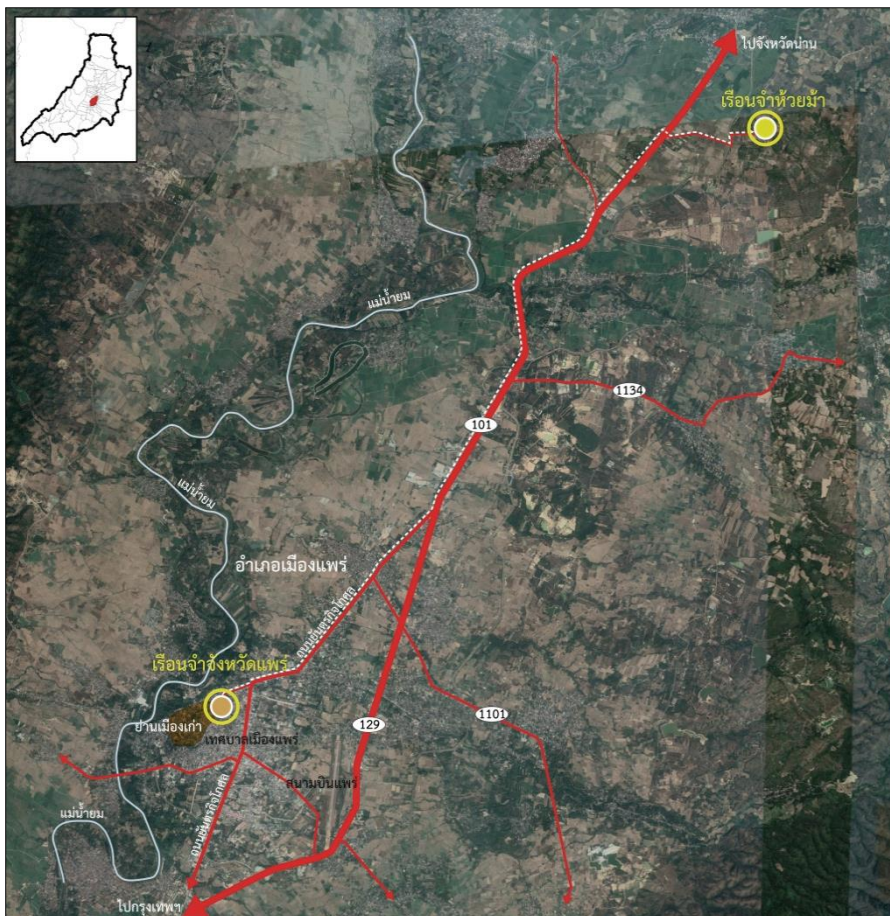 ไปจังหวัดน่าน
เรือนจำห้วยม้า
แม่น้ำยม
1134
101
แม่น้ำยม
อำเภอเมืองแพร่
ถนนยันตรกิจโกศล
เรือนจำจังหวัดแพร่
ย่านเมืองเก่า
1101
129
เทศบาลเมืองแพร่
สนามบินแพร่
ถนนยันตรกิจโกศล
แม่น้ำยม
ไปกรุงเทพฯ